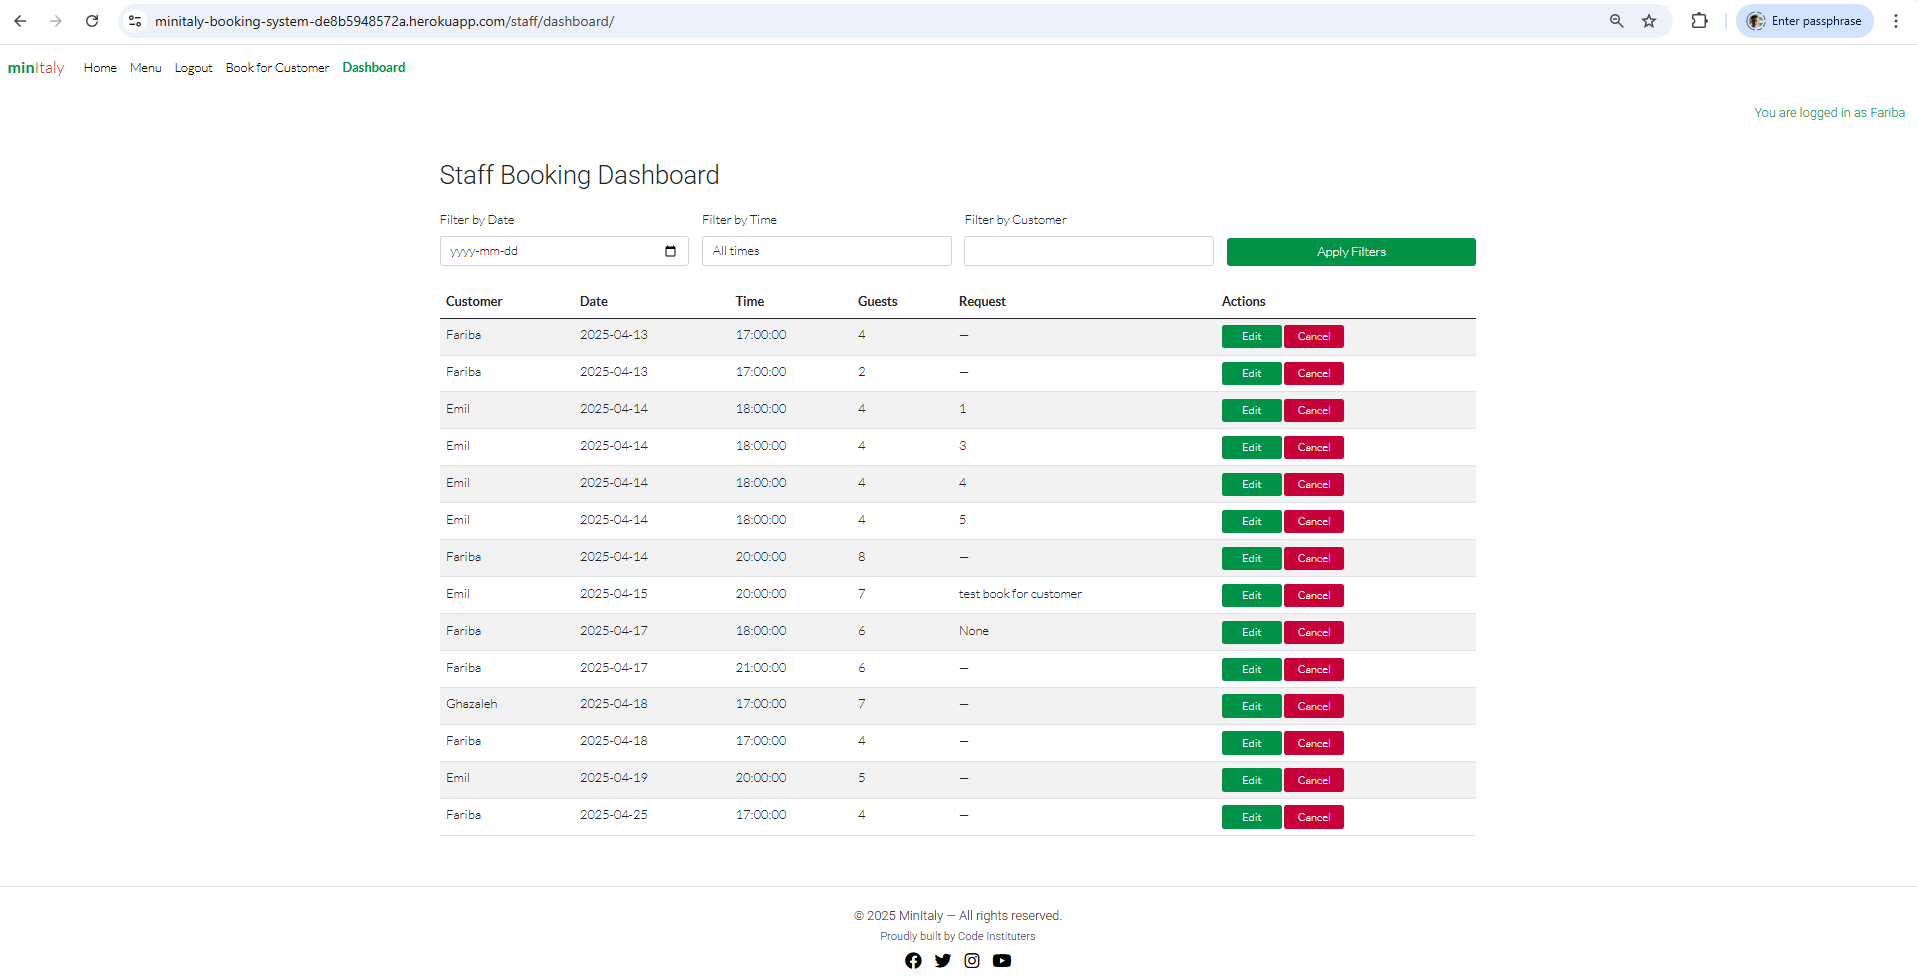 minitaly-booking-system-de8b5948572a.herokuapp.com/staff/dashboard/
Enter passphrase
minItaly Home Menu Logout Book for Customer Dashboard
You are logged in as Fariba
Staff Booking Dashboard
Filter by Date Filter by Time Filter by Customer
yyyy-mm-dd All times Apply Filters
Customer Date Time Guests Request Actions
Fariba 2025-04-13 17:00:00 4 — Edit Cancel
Fariba 2025-04-13 17:00:00 2 — Edit Cancel
Emil 2025-04-14 18:00:00 4 1 Edit Cancel
Emil 2025-04-14 18:00:00 4 3 Edit Cancel
Emil 2025-04-14 18:00:00 4 4 Edit Cancel
Emil 2025-04-14 18:00:00 4 5 Edit Cancel
Fariba 2025-04-14 20:00:00 8 — Edit Cancel
Emil 2025-04-15 20:00:00 7 test book for customer Edit Cancel
Fariba 2025-04-17 18:00:00 6 None Edit Cancel
Fariba 2025-04-17 21:00:00 6 — Edit Cancel
Ghazaleh 2025-04-18 17:00:00 7 — Edit Cancel
Fariba 2025-04-18 17:00:00 4 — Edit Cancel
Emil 2025-04-19 20:00:00 5 — Edit Cancel
Fariba 2025-04-25 17:00:00 4 — Edit Cancel
© 2025 MinItaly — All rights reserved.
Proudly built by Code Instituters